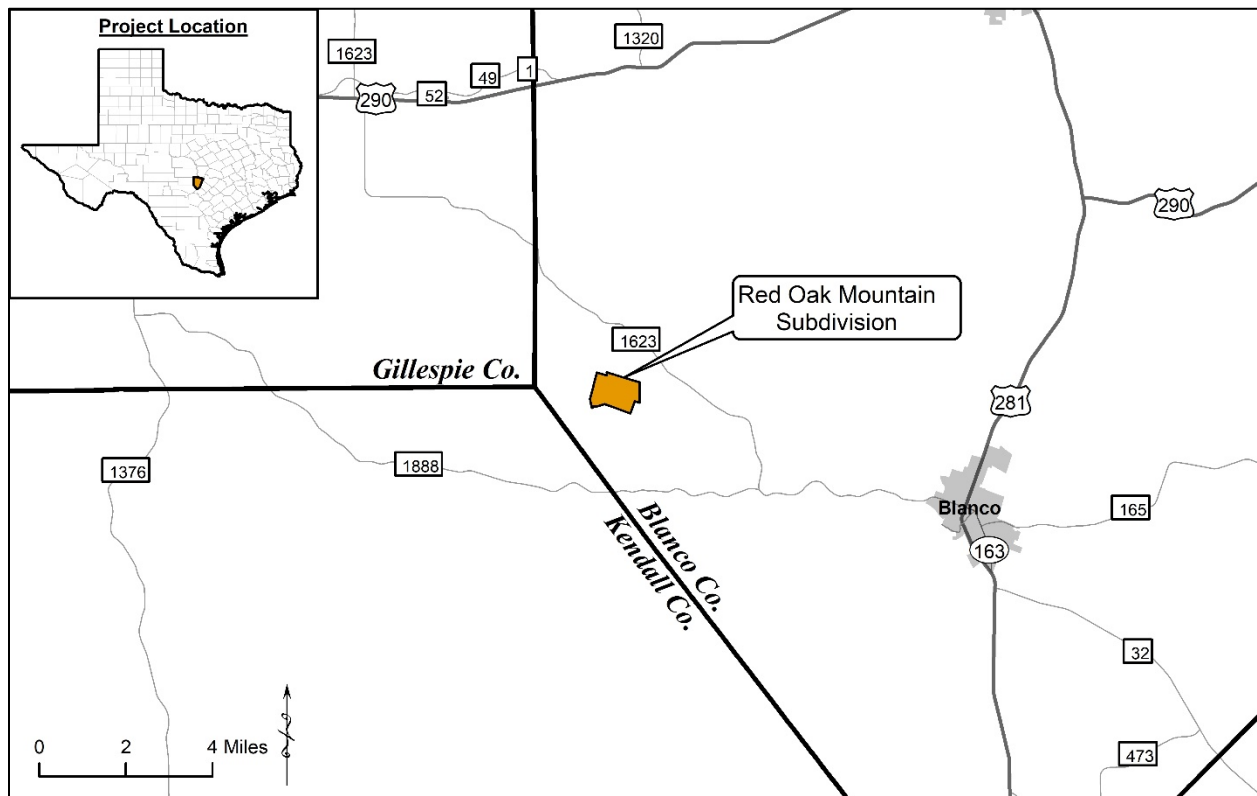 Project Location
1623
1320
49
1
290
52
290
Red Oak Mountain
Subdivision
1623
Gillespie Co.
281
1376
1888
Blanco
165
Blanco Co.
Kendall Co.
163
32
0 2 4 Miles
473